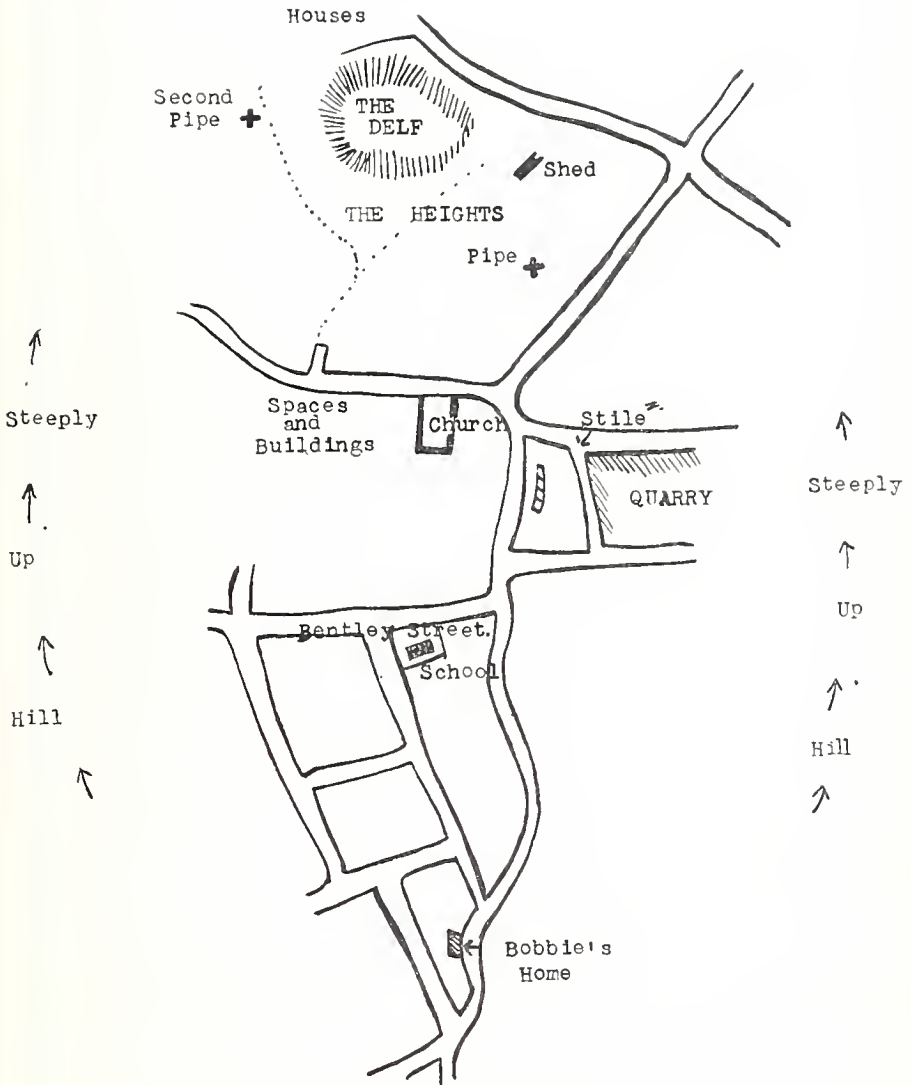 Houses
Second
Pipe
THE
DELF
Shed
THE HEIGHTS
Pipe
Steeply
Up
Hill
Spaces
and
Buildings
Church
Stile
QUARRY
Steeply
Up
Hill
Bentley Street.
School
Bobbie's
Home